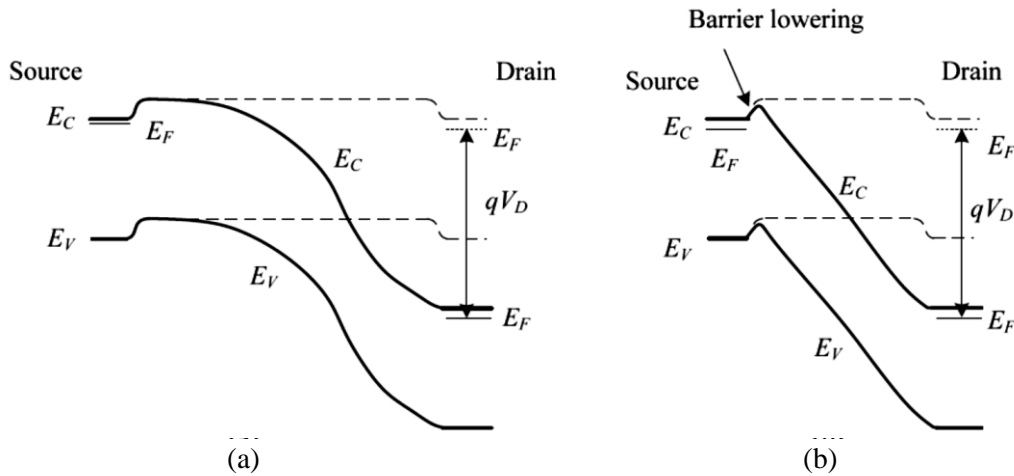 Source
Drain
E_C
E_F
E_F
E_C
qV_D
E_V
E_V
E_F
(a)
Barrier lowering
Source
Drain
E_C
E_F
E_F
E_C
qV_D
E_V
E_V
E_F
(b)